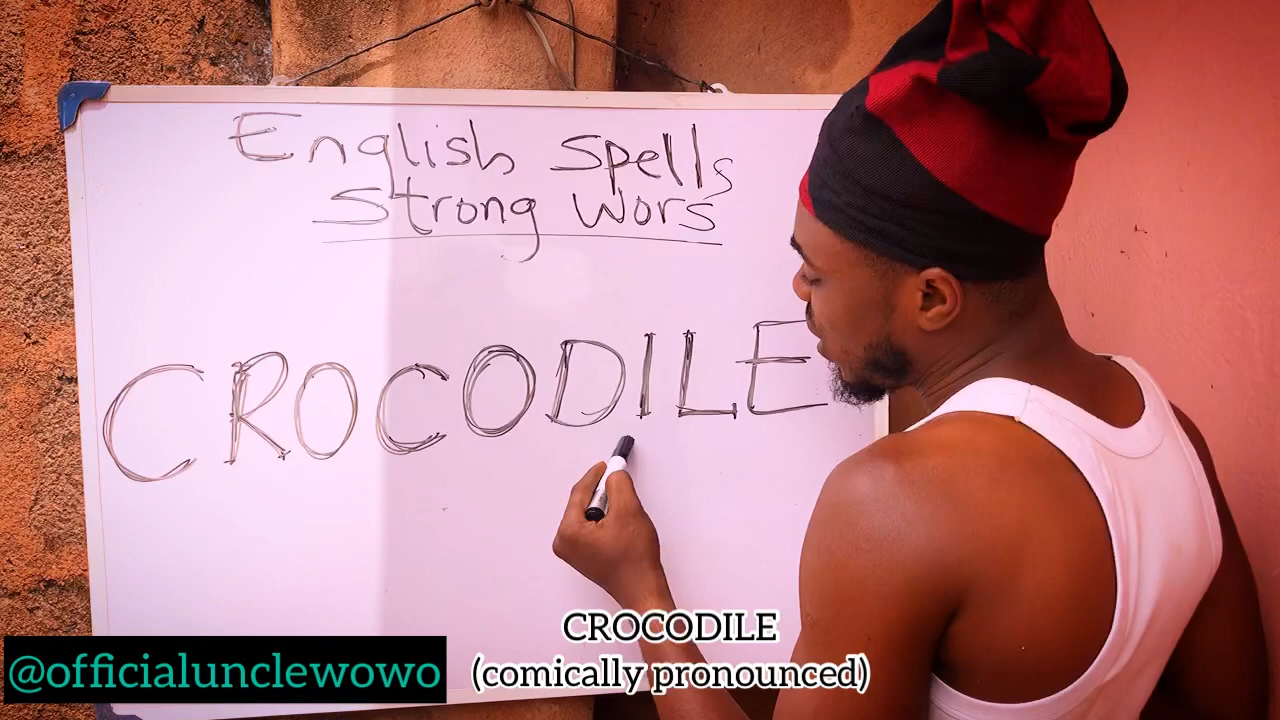 English Spells
Strong Wors
CROCODILE
CROCODILE
(comically pronounced)
@officialunclewowo